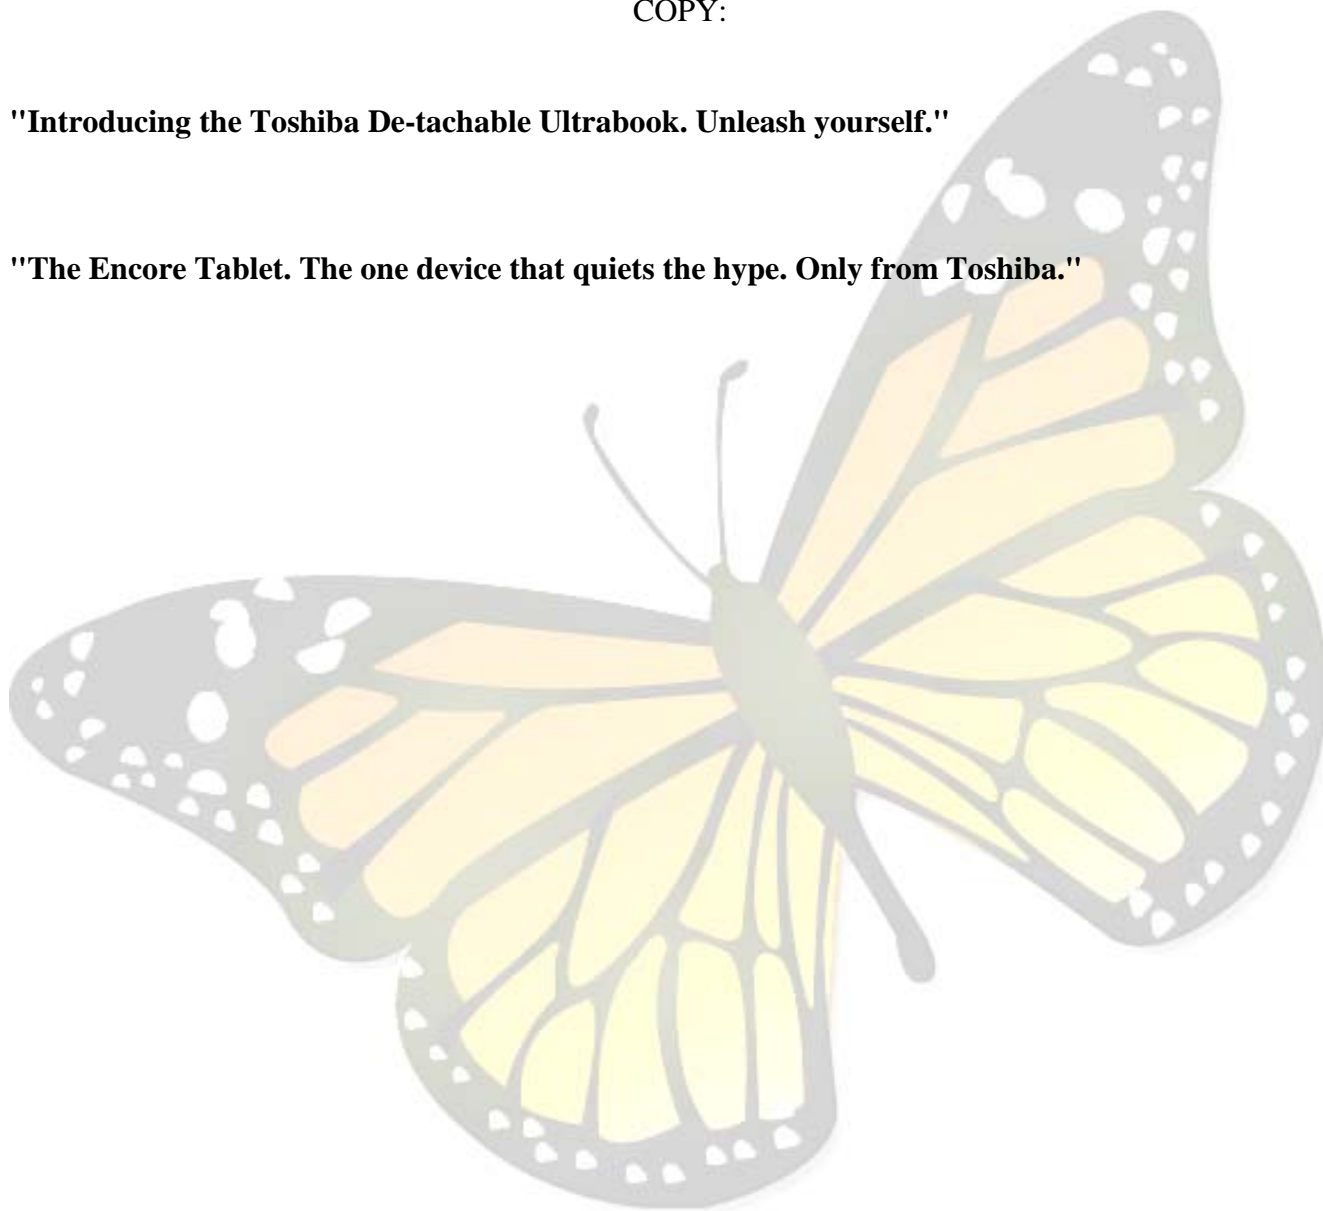 COPY:
"Introducing the Toshiba De-tachable Ultrabook. Unleash yourself."
"The Encore Tablet. The one device that quiets the hype. Only from Toshiba."